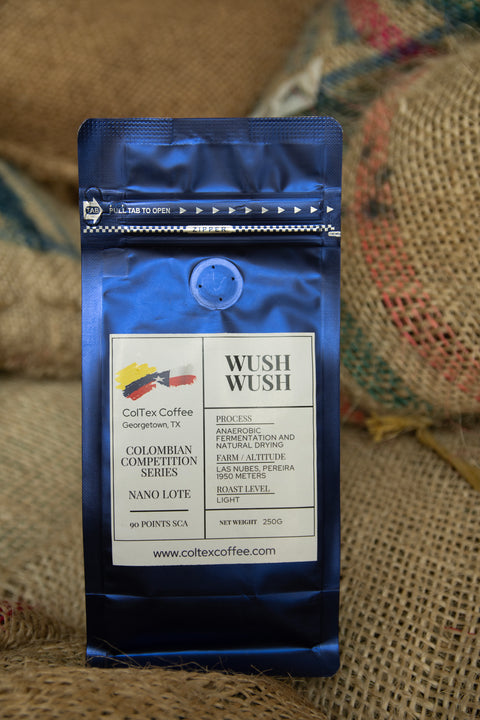 TAB
PULL TAB TO OPEN
ZIPPER
ColTex Coffee
Georgetown, TX
COLOMBIAN
COMPETITION
SERIES
NANO LOTE
90 POINTS SCA
WUSH
WUSH
PROCESS
ANAEROBIC
FERMENTATION AND
NATURAL DRYING
FARM / ALTITUDE
LAS NUBES, PEREIRA
1950 METERS
ROAST LEVEL
LIGHT
NET WEIGHT 250G
www.coltexcoffee.com